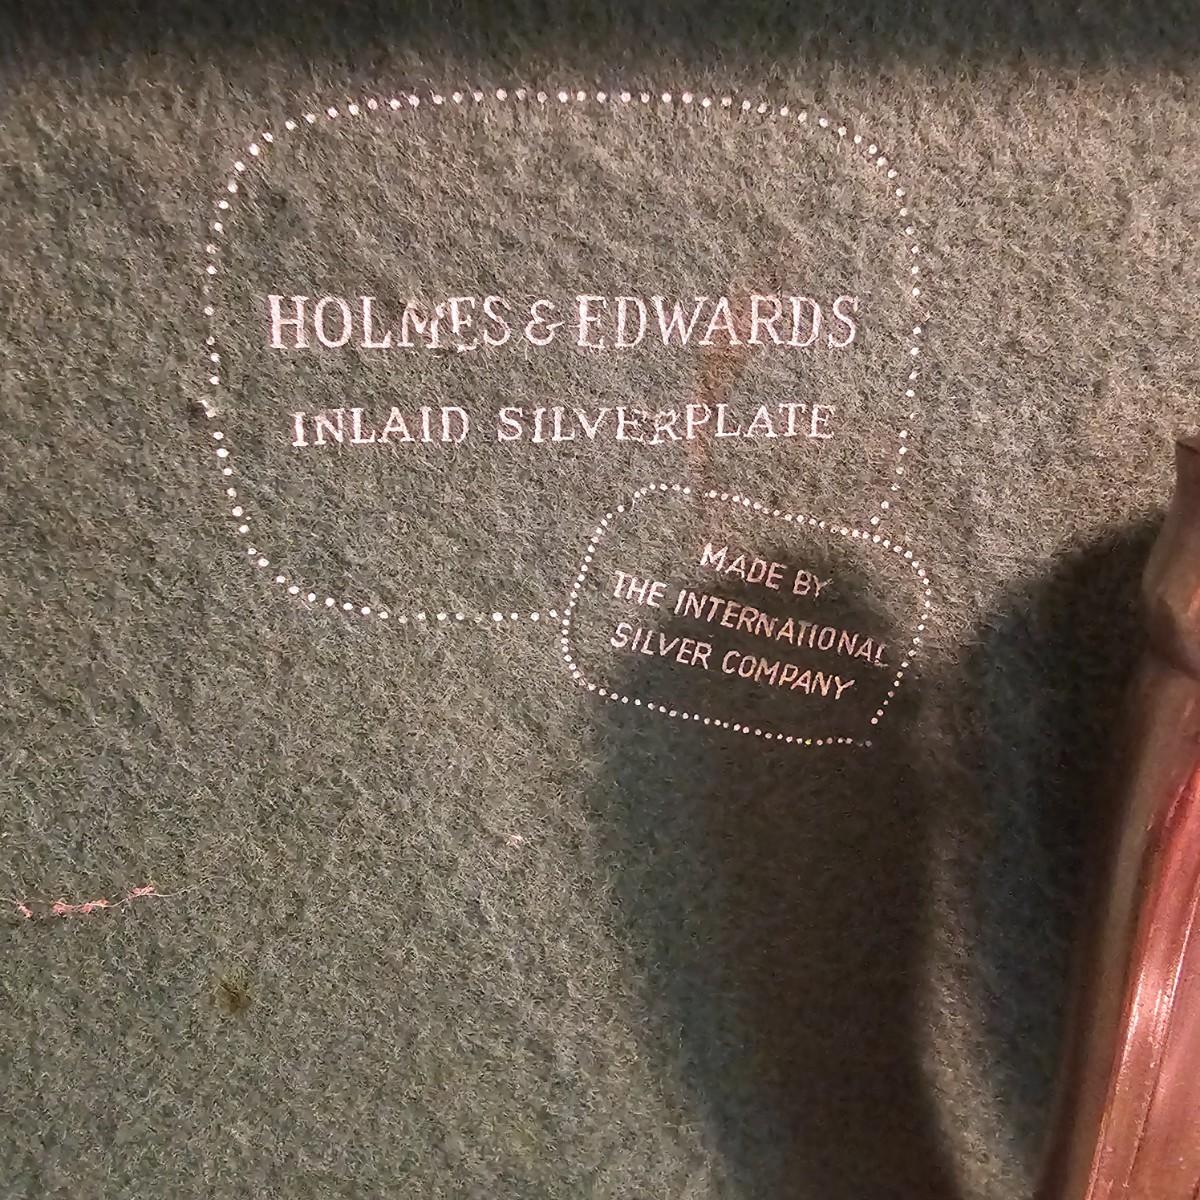 HOLMES & EDWARDS
INLAID SILVERPLATE
MADE BY
THE INTERNATIONAL
SILVER COMPANY